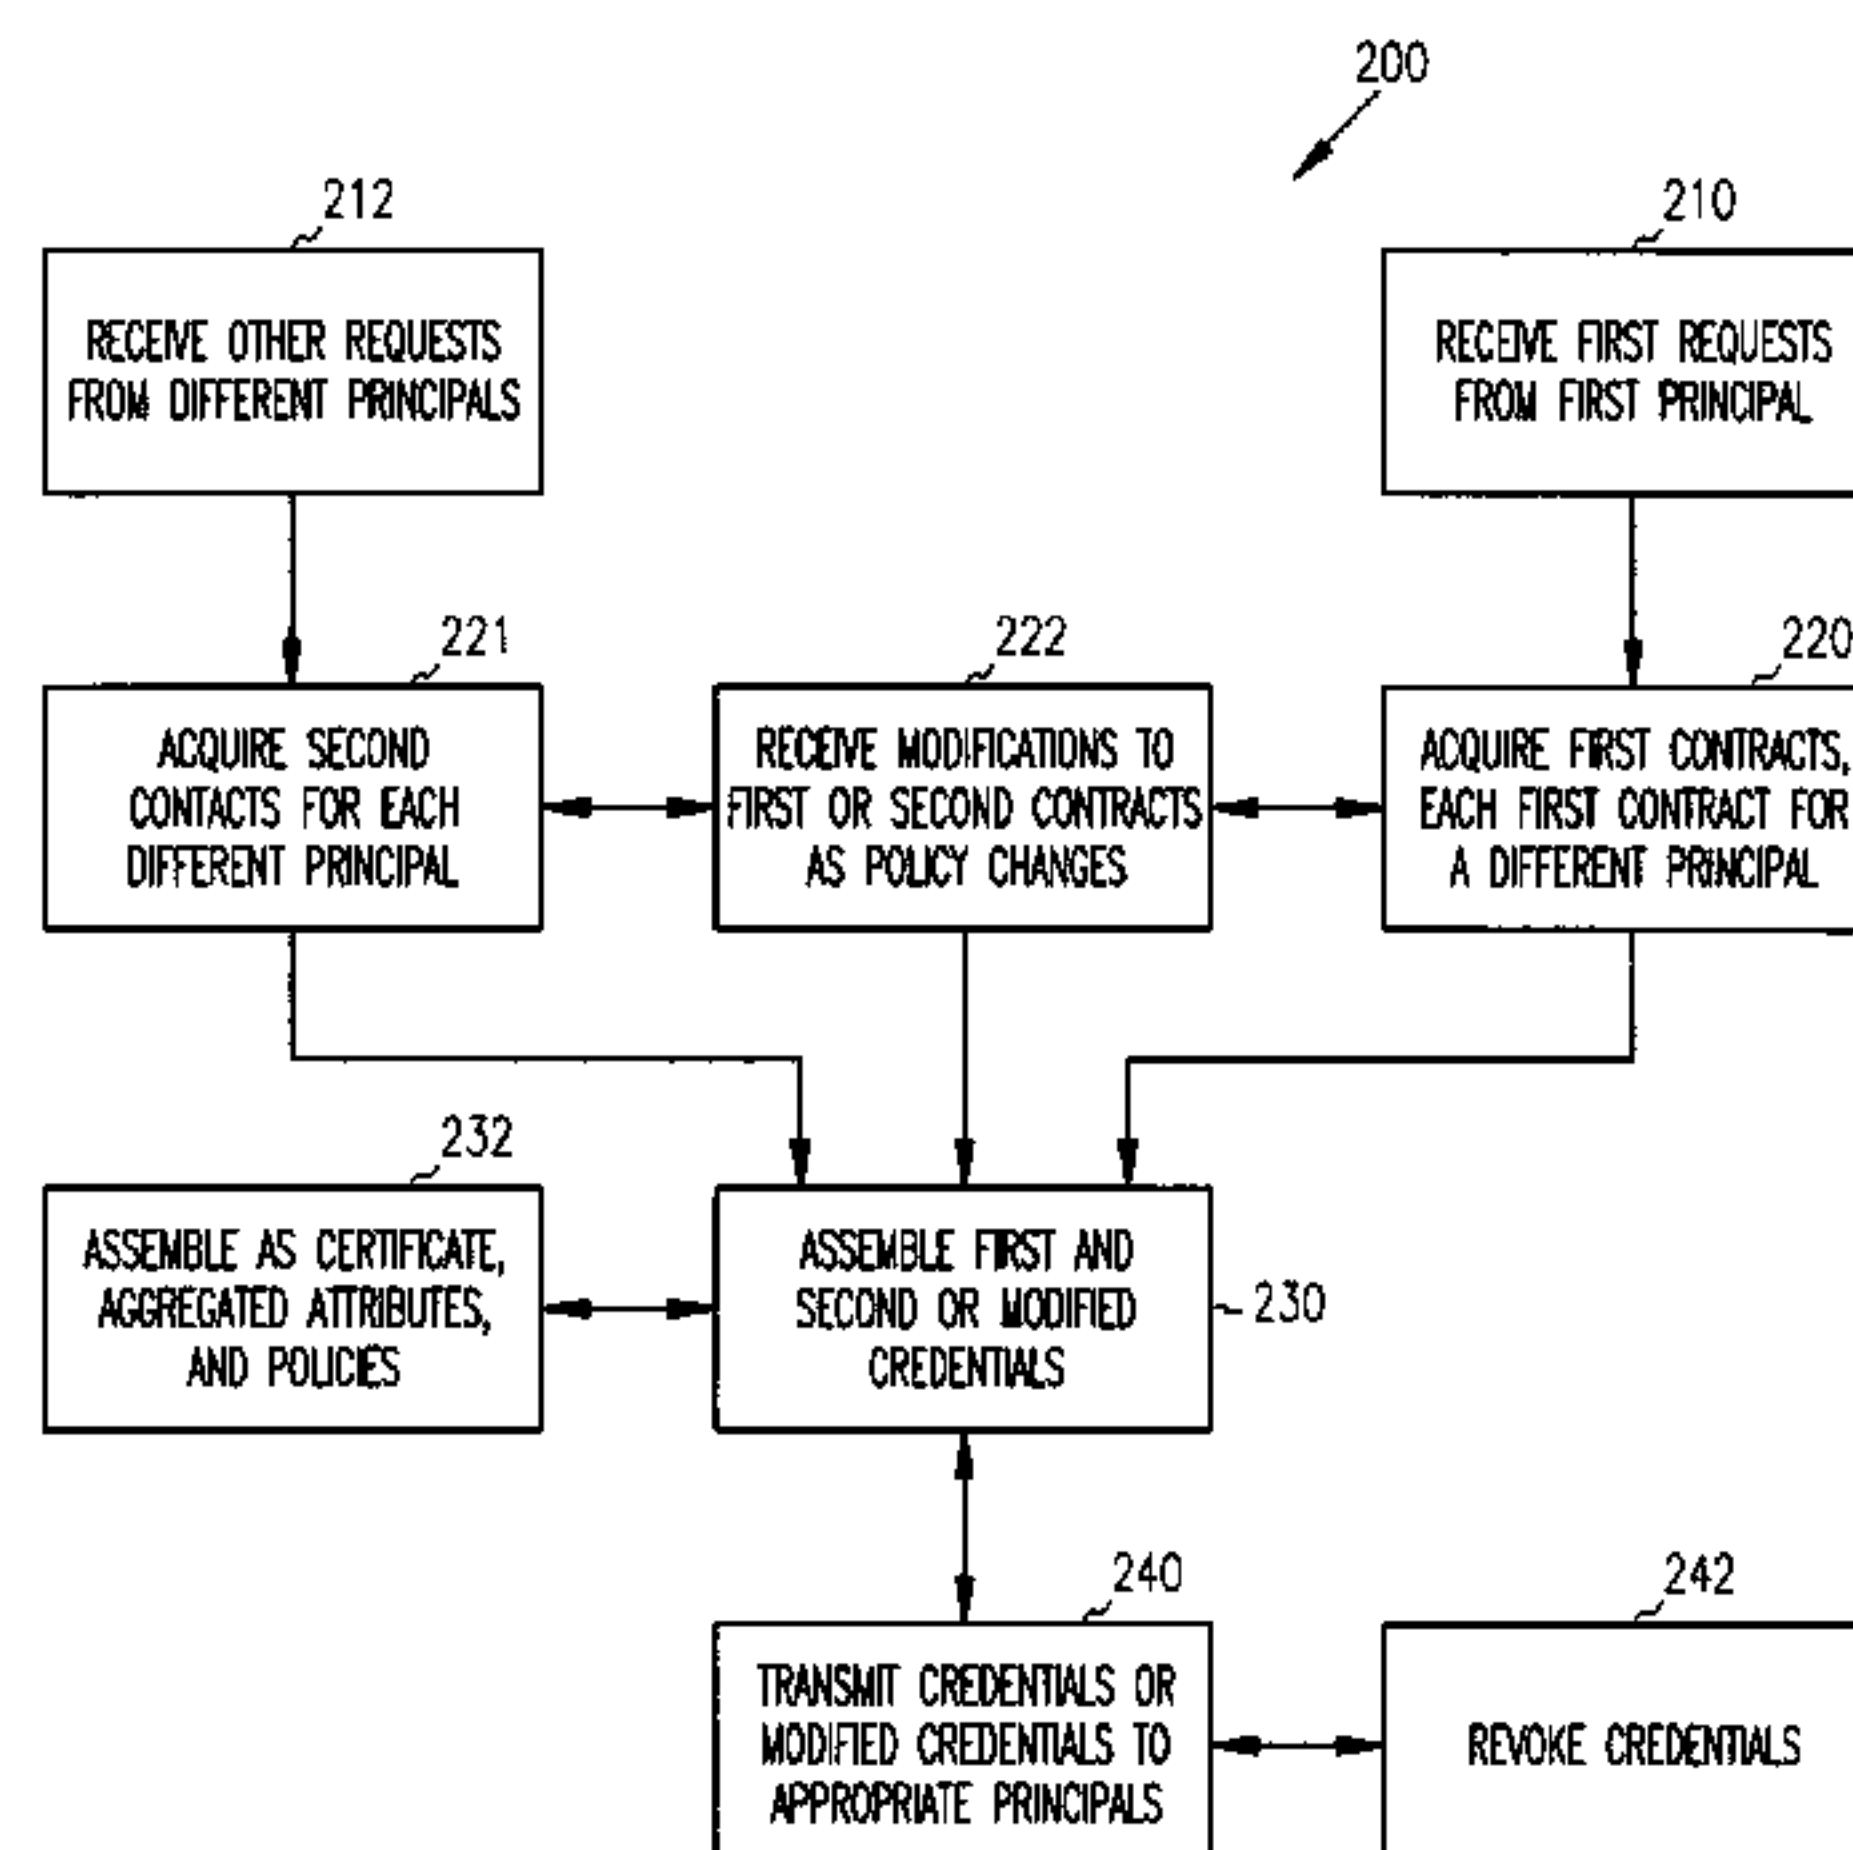 200
212
210
RECEIVE OTHER REQUESTS
FROM DIFFERENT PRINCIPALS
RECEIVE FIRST REQUESTS
FROM FIRST PRINCIPAL
221
222
220
ACQUIRE SECOND
CONTACTS FOR EACH
DIFFERENT PRINCIPAL
RECEIVE MODIFICATIONS TO
FIRST OR SECOND CONTRACTS
AS POLICY CHANGES
ACQUIRE FIRST CONTRACTS,
EACH FIRST CONTRACT FOR
A DIFFERENT PRINCIPAL
232
ASSEMBLE AS CERTIFICATE,
AGGREGATED ATTRIBUTES,
AND POLICIES
ASSEMBLE FIRST AND
SECOND OR MODIFIED
CREDENTIALS
230
240
242
TRANSMIT CREDENTIALS OR
MODIFIED CREDENTIALS TO
APPROPRIATE PRINCIPALS
REVOKE CREDENTIALS